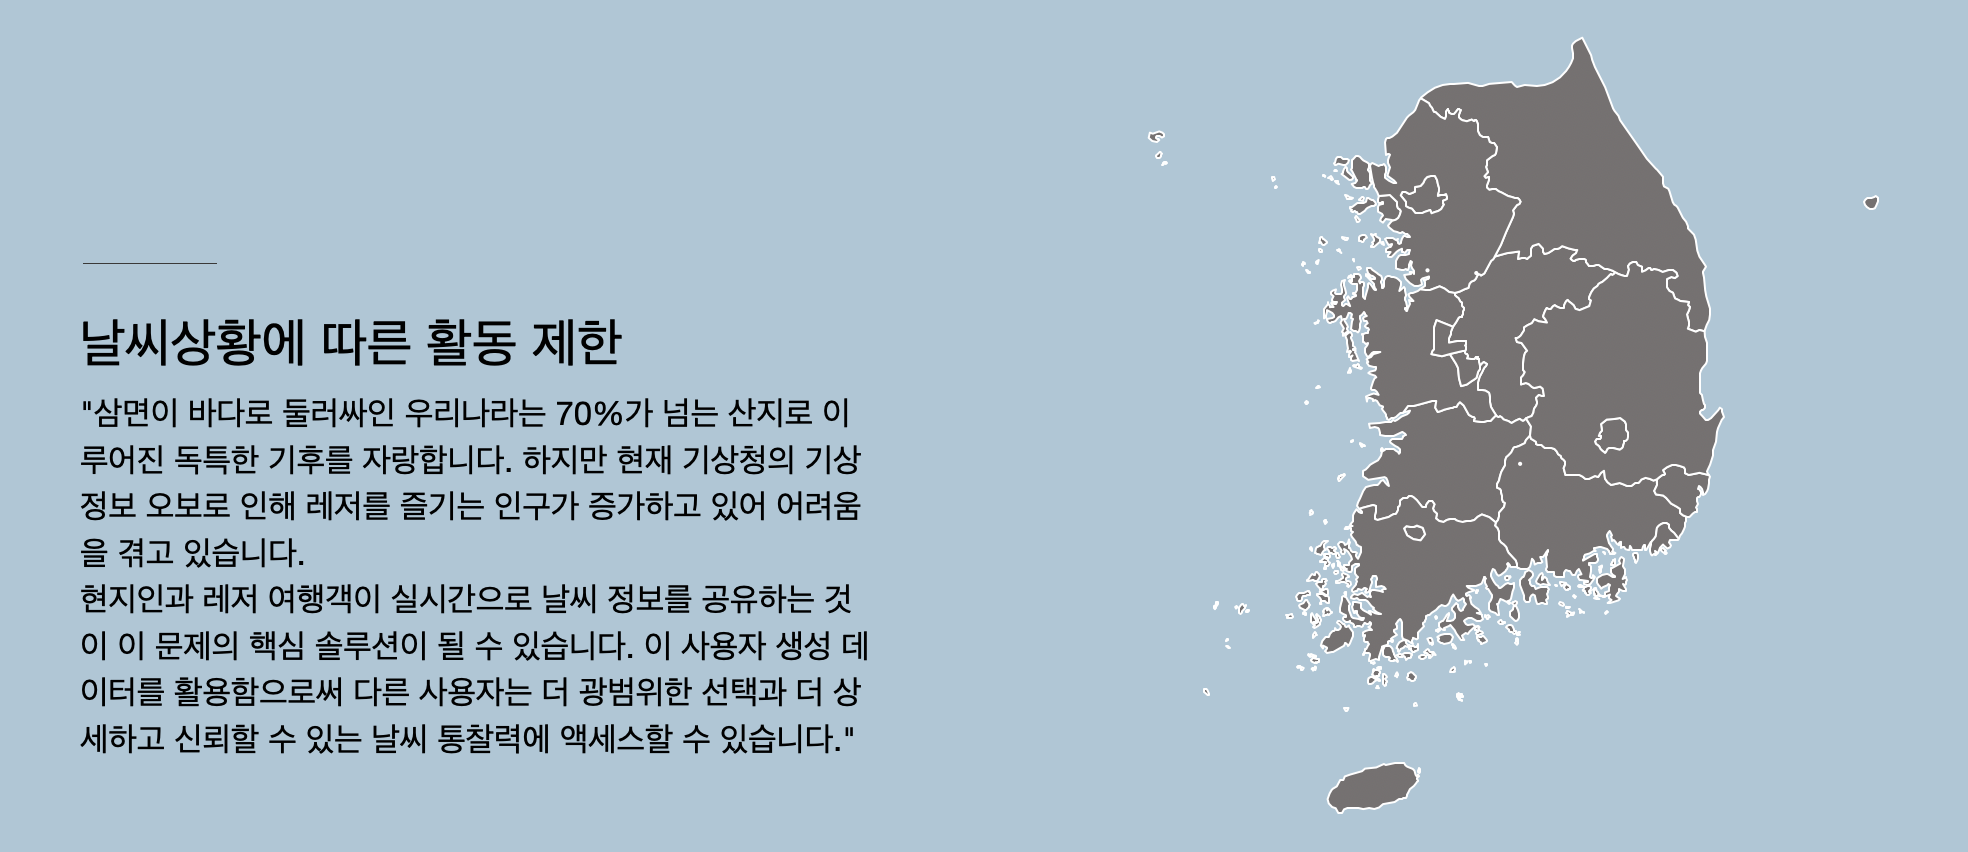 날씨상황에 따른 활동 제한
"삼면이 바다로 둘러싸인 우리나라는 70%가 넘는 산지로 이
루어진 독특한 기후를 자랑합니다. 하지만 현재 기상청의 기상
정보 오보로 인해 레저를 즐기는 인구가 증가하고 있어 어려움
을 겪고 있습니다.
현지인과 레저 여행객이 실시간으로 날씨 정보를 공유하는 것
이 이 문제의 핵심 솔루션이 될 수 있습니다. 이 사용자 생성 데
이터를 활용함으로써 다른 사용자는 더 광범위한 선택과 더 상
세하고 신뢰할 수 있는 날씨 통찰력에 액세스할 수 있습니다."